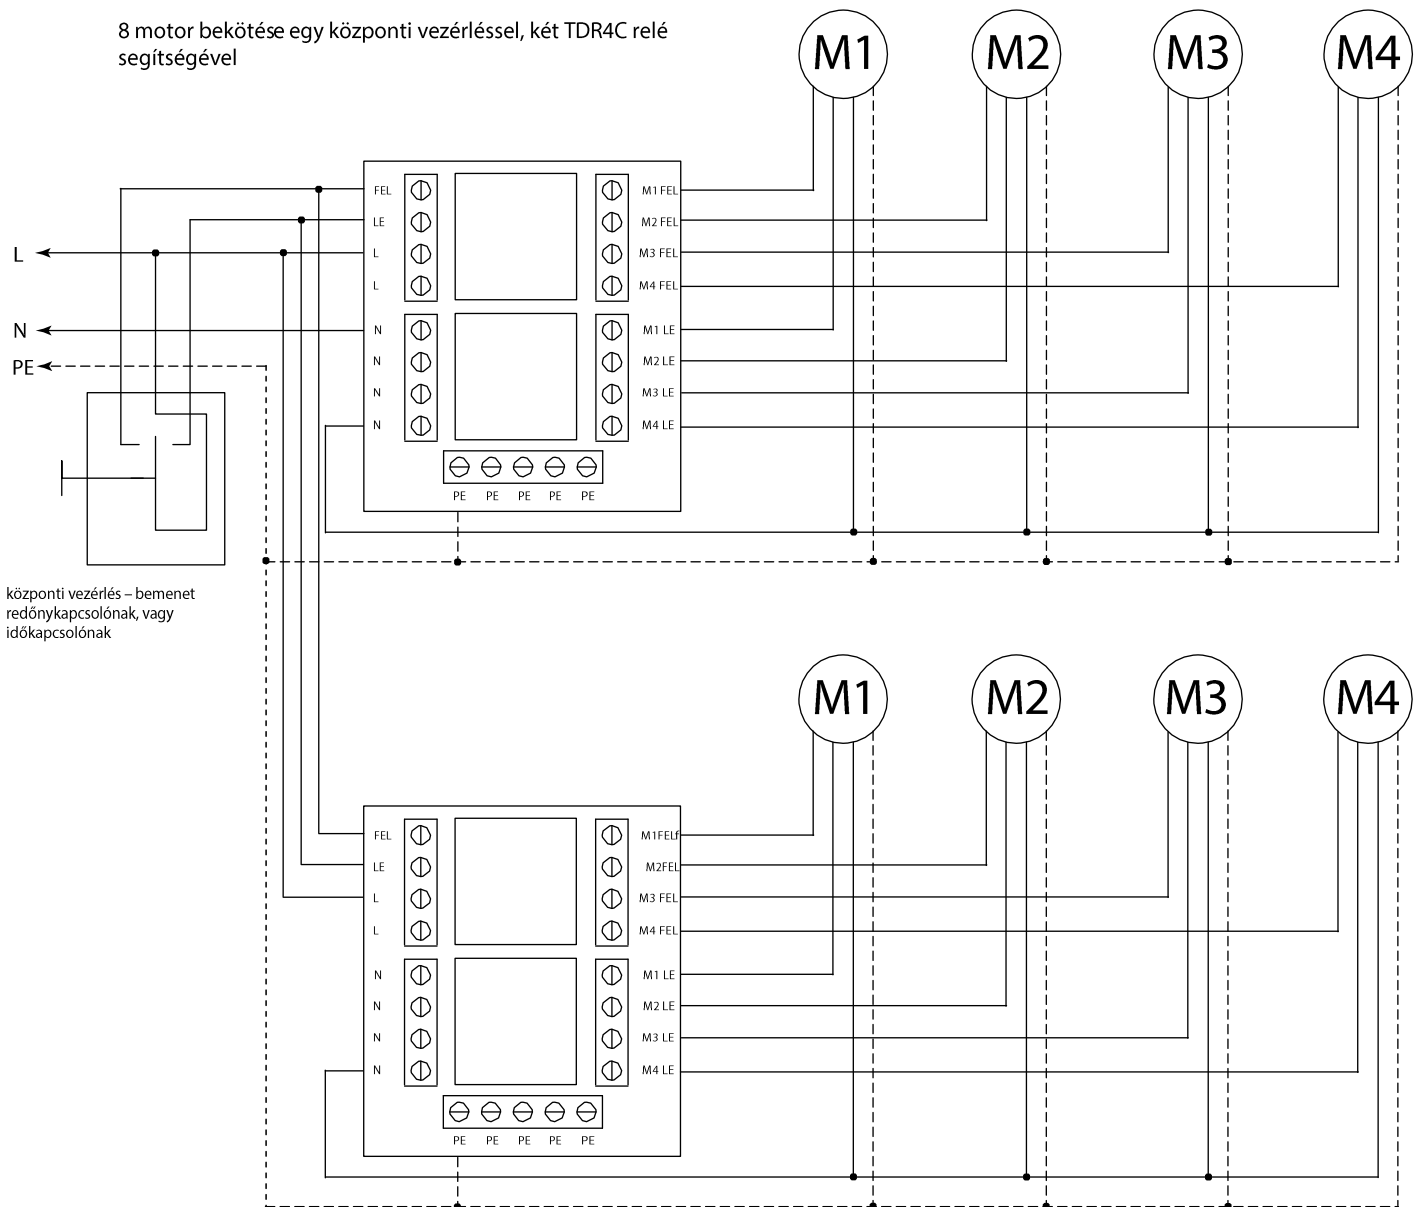 8 motor bekötése egy központi vezérléssel, két TDR4C relé
segítségével
M1
M2
M3
M4
FEL
LE
L
L
N
N
N
N
M1 FEL
M2 FEL
M3 FEL
M4 FEL
M1 LE
M2 LE
M3 LE
M4 LE
PE PE PE PE PE
L
N
PE
központi vezérlés – bemenet
redőnykapcsolónak, vagy
időkapcsolónak
M1
M2
M3
M4
FEL
LE
L
L
N
N
N
N
M1FELf
M2FEL
M3 FEL
M4 FEL
M1 LE
M2 LE
M3 LE
M4 LE
PE PE PE PE PE